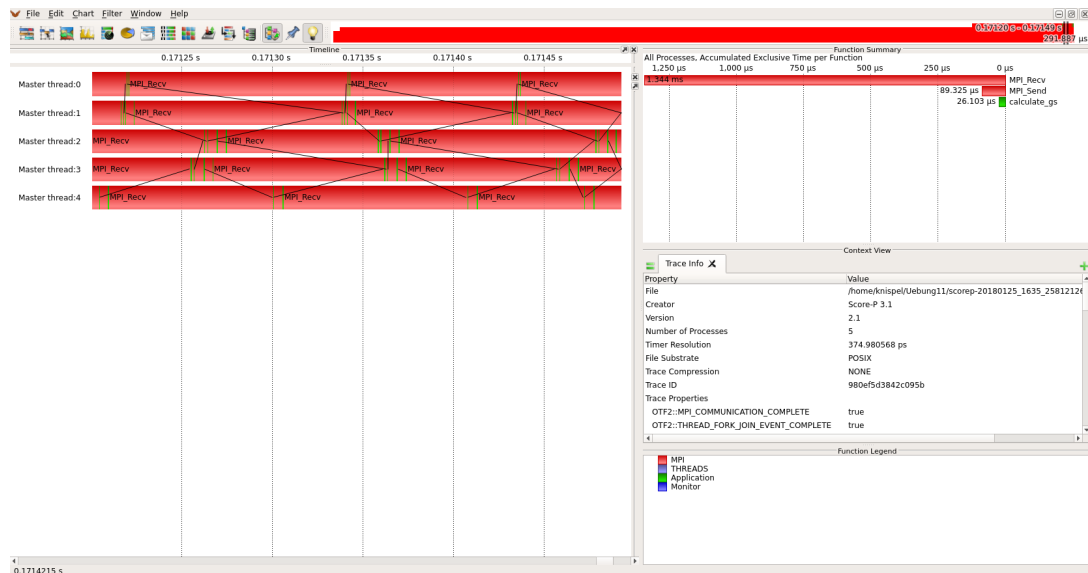 File Edit Chart Filter Window Help
0.17120 s - 0.17149 s
291.887 µs
Timeline
0.17125 s 0.17130 s 0.17135 s 0.17140 s 0.17145 s
Master thread:0 MPI_Recv MPI_Recv MPI_Recv
Master thread:1 MPI_Recv MPI_Recv MPI_Recv
Master thread:2 MPI_Recv MPI_Recv MPI_Recv
Master thread:3 MPI_Recv MPI_Recv MPI_Recv MPI_Recv
Master thread:4 MPI_Recv MPI_Recv MPI_Recv
Function Summary
All Processes, Accumulated Exclusive Time per Function
1,250 µs 1,000 µs 750 µs 500 µs 250 µs 0 µs
1.344 ms MPI_Recv
89.325 µs MPI_Send
26.103 µs calculate_gs
Context View
Trace Info
Property Value
File /home/knispel/Uebung11/scorep-20180125_1635_25812126
Creator Score-P 3.1
Version 2.1
Number of Processes 5
Timer Resolution 374.980568 ps
File Substrate POSIX
Trace Compression NONE
Trace ID 980ef5d3842c095b
Trace Properties
OTF2::MPI_COMMUNICATION_COMPLETE true
OTF2::THREAD_FORK_JOIN_EVENT_COMPLETE true
Function Legend
MPI
THREADS
Application
Monitor
0.1714215 s